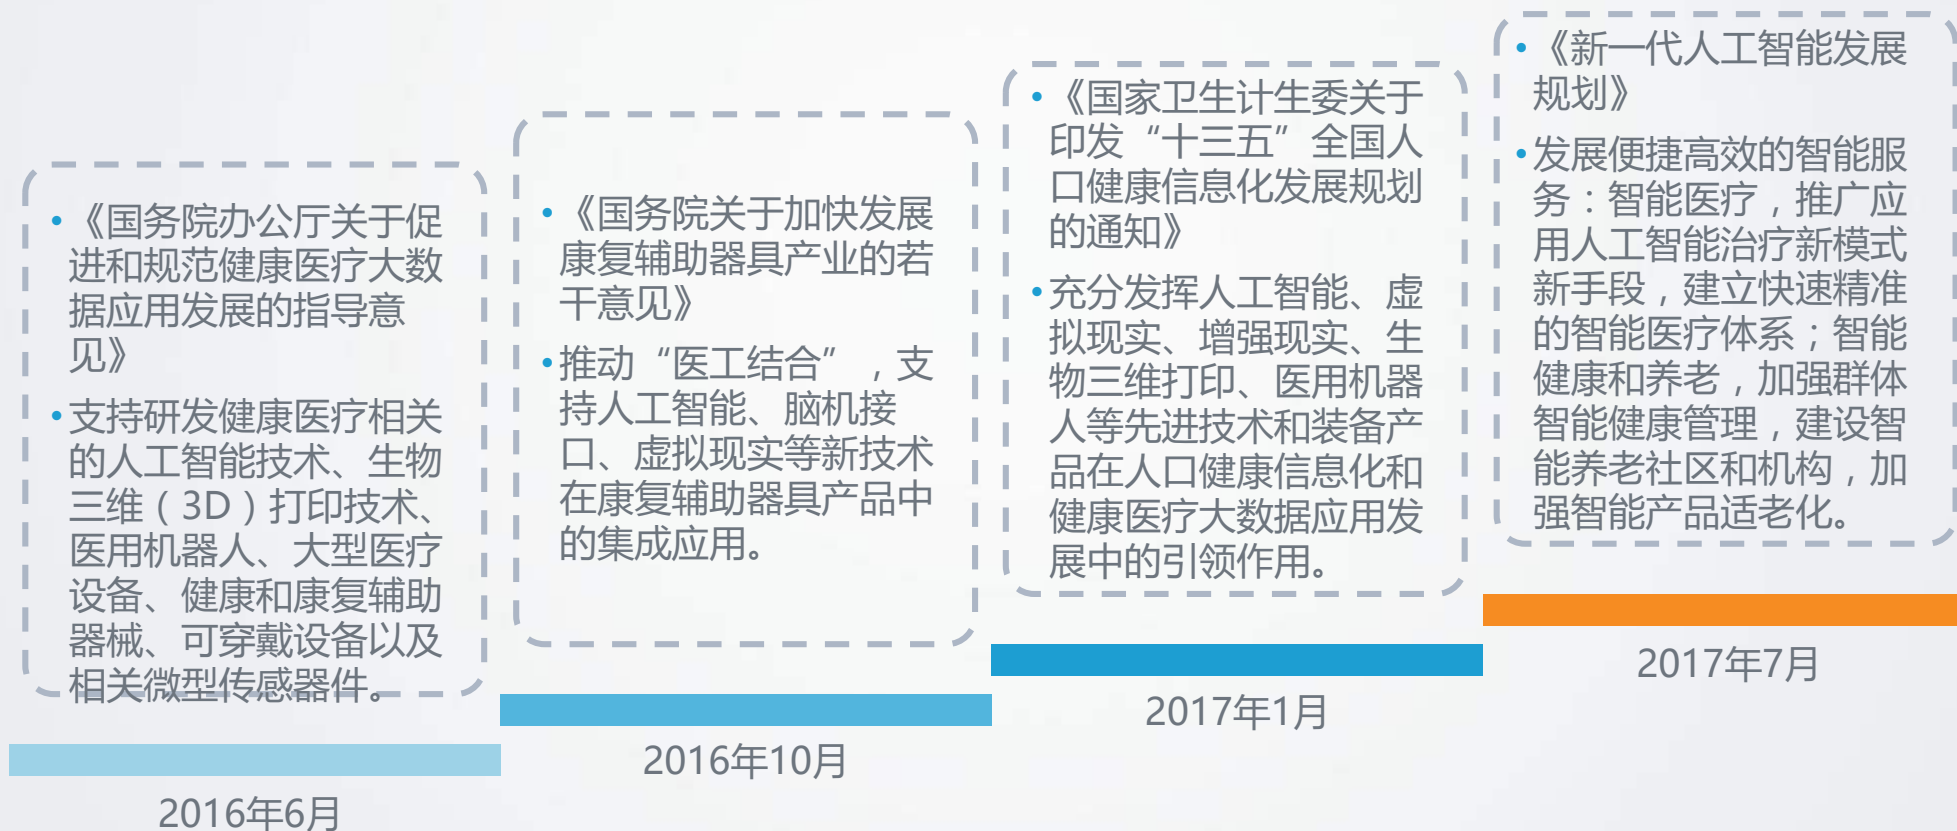 •《国务院办公厅关于促
进和规范健康医疗大数
据应用发展的指导意
见》
•支持研发健康医疗相关
的人工智能技术、生物
三维（3D）打印技术、
医用机器人、大型医疗
设备、健康和康复辅助
器械、可穿戴设备以及
相关微型传感器件。
2016年6月
•《国务院关于加快发展
康复辅助器具产业的若
干意见》
•推动“医工结合”，支
持人工智能、脑机接
口、虚拟现实等新技术
在康复辅助器具产品中
的集成应用。
2016年10月
•《国家卫生计生委关于
印发“十三五”全国人
口健康信息化发展规划
的通知》
•充分发挥人工智能、虚
拟现实、增强现实、生
物三维打印、医用机器
人等先进技术和装备产
品在人口健康信息化和
健康医疗大数据应用发
展中的引领作用。
2017年1月
•《新一代人工智能发展
规划》
•发展便捷高效的智能服
务：智能医疗，推广应
用人工智能治疗新模式
新手段，建立快速精准
的智能医疗体系；智能
健康和养老，加强群体
智能健康管理，建设智
能养老社区和机构，加
强智能产品适老化。
2017年7月